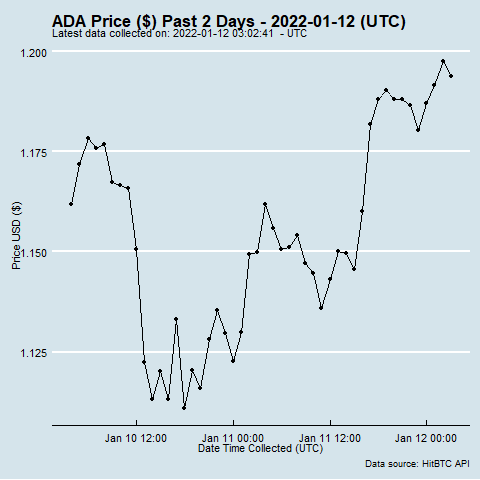 ADA Price ($) Past 2 Days - 2022-01-12 (UTC)
Latest data collected on: 2022-01-12 03:02:41 - UTC
1.200
1.175
1.150
1.125
Price USD ($)
Jan 10 12:00 Jan 11 00:00 Jan 11 12:00 Jan 12 00:00
Date Time Collected (UTC)
Data source: HitBTC API